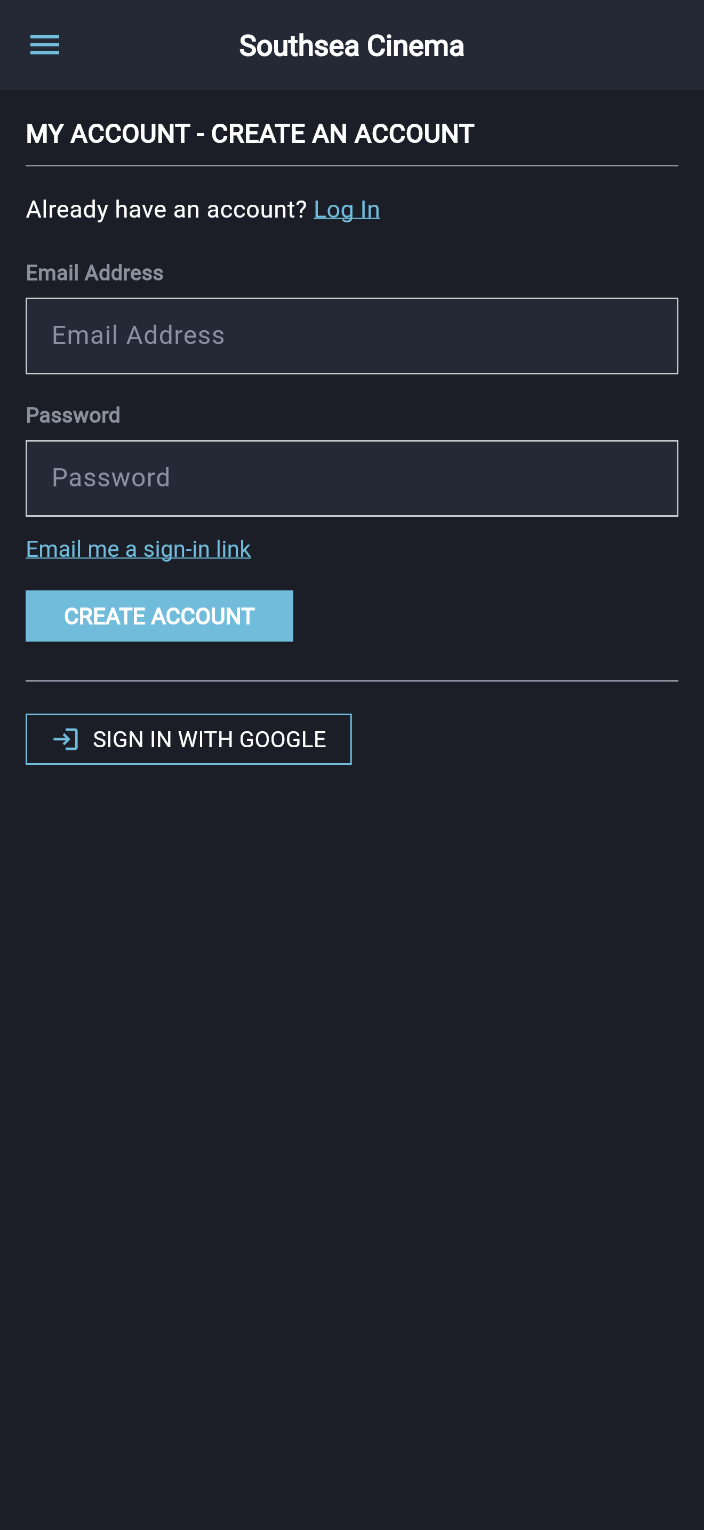 Southsea Cinema
MY ACCOUNT - CREATE AN ACCOUNT
Already have an account? Log In
Email Address
Email Address
Password
Password
Email me a sign-in link
CREATE ACCOUNT
SIGN IN WITH GOOGLE